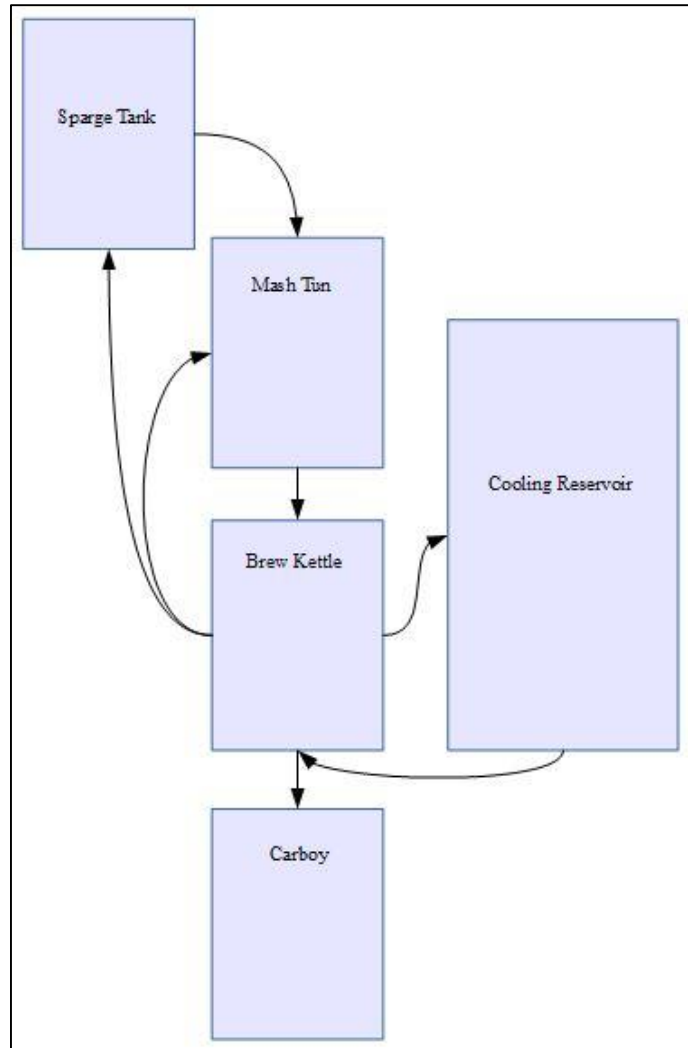 Sparge Tank
Mash Tun
Cooling Reservoir
Brew Kettle
Carboy